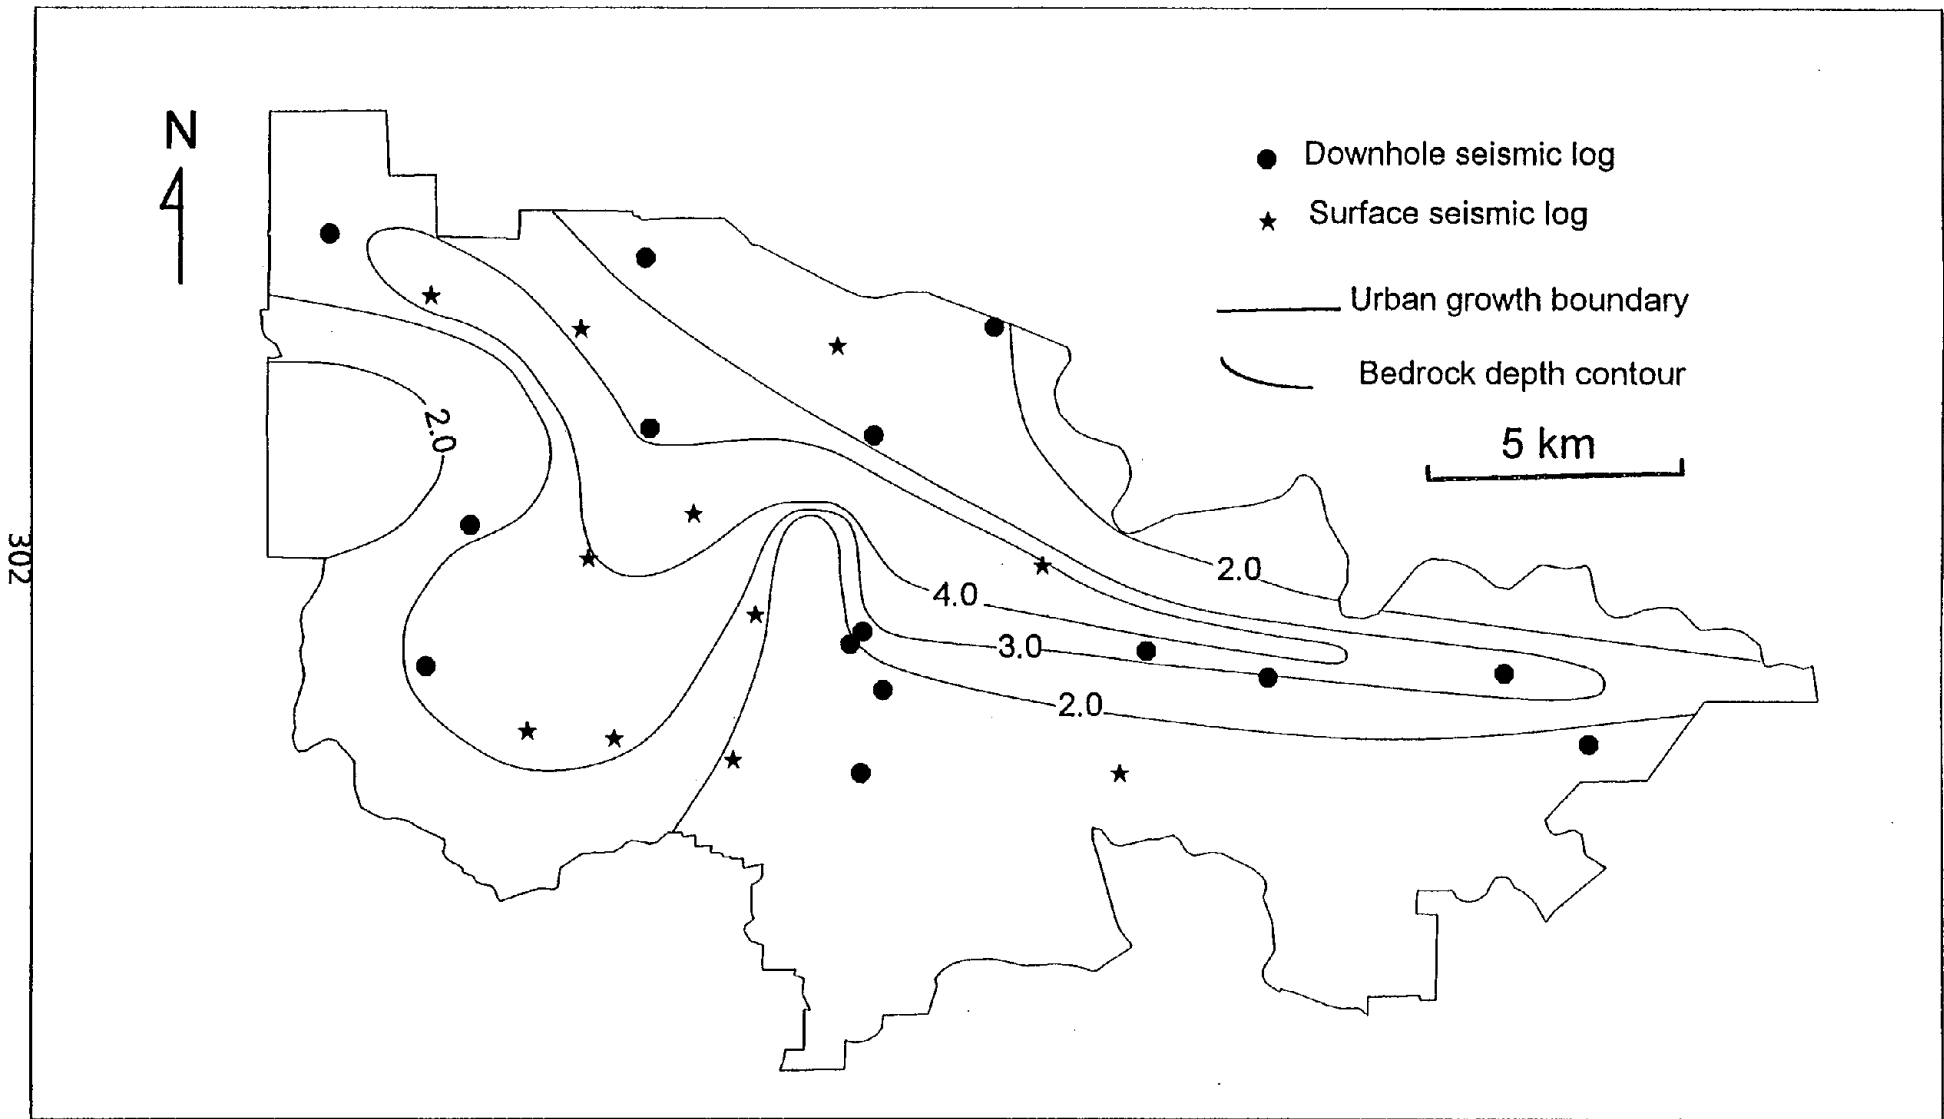 N
Downhole seismic log
Surface seismic log
Urban growth boundary
Bedrock depth contour
5 km
2.0
2.0
4.0
3.0
2.0
302